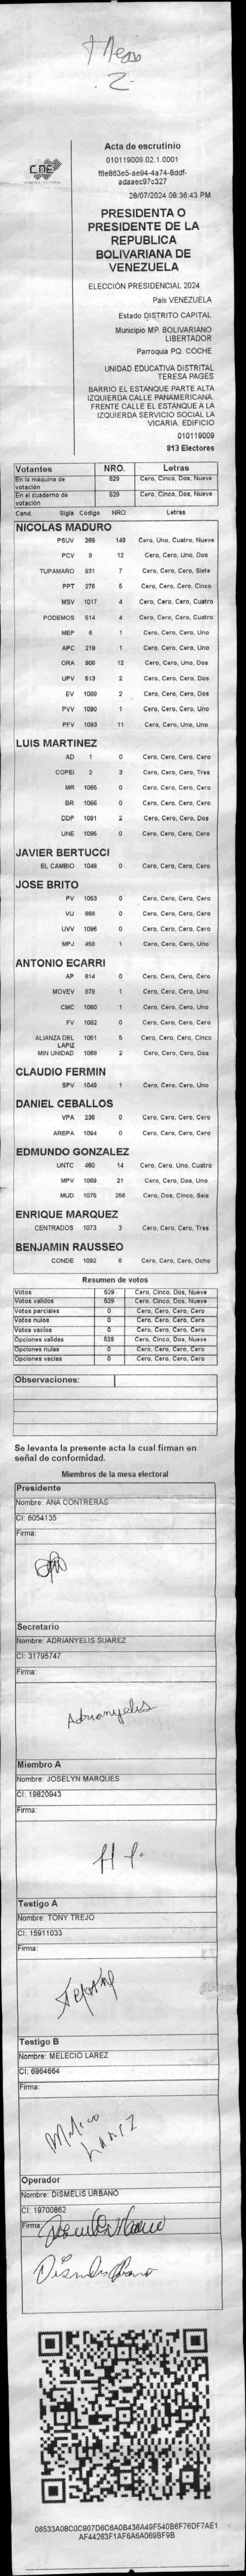 Mesa
2
CNE
Acta de escrutinio
010119009.02.1.0001
f6e863e5-ae94-4a74-8ddf-
adaaec97c327
28/07/2024 08:36:43 PM
PRESIDENTA O
PRESIDENTE DE LA
REPUBLICA
BOLIVARIANA DE
VENEZUELA
ELECCIÓN PRESIDENCIAL 2024
País VENEZUELA
Estado DISTRITO CAPITAL
Municipio MP. BOLIVARIANO
LIBERTADOR
Parroquia PQ. COCHE
UNIDAD EDUCATIVA DISTRITAL
TERESA PAGES
BARRIO EL ESTANQUE PARTE ALTA
IZQUIERDA CALLE PANAMERICANA.
FRENTE CALLE EL ESTANQUE A LA
IZQUIERDA SERVICIO SOCIAL LA
VICARIA. EDIFICIO
010119009
813 Electores
Votantes NRO. Letras
En la máquina de votación 529 Cero, Cinco, Dos, Nueve
En el cuaderno de votación 529 Cero, Cinco, Dos, Nueve
Cand. Sigla Código NRO. Letras
NICOLAS MADURO
PSUV 269 149 Cero, Uno, Cuatro, Nueve
PCV 9 12 Cero, Cero, Uno, Dos
TUPAMARO 931 7 Cero, Cero, Cero, Siete
PPT 276 5 Cero, Cero, Cero, Cinco
MSV 1017 4 Cero, Cero, Cero, Cuatro
PODEMOS 514 4 Cero, Cero, Cero, Cuatro
MEP 6 1 Cero, Cero, Cero, Uno
APC 219 1 Cero, Cero, Cero, Uno
ORA 906 12 Cero, Cero, Uno, Dos
UPV 513 2 Cero, Cero, Cero, Dos
EV 1089 2 Cero, Cero, Cero, Dos
PVV 1090 1 Cero, Cero, Cero, Uno
PFV 1093 11 Cero, Cero, Uno, Uno
LUIS MARTINEZ
AD 1 0 Cero, Cero, Cero, Cero
COPEI 2 3 Cero, Cero, Cero, Tres
MR 1065 0 Cero, Cero, Cero, Cero
BR 1066 0 Cero, Cero, Cero, Cero
DDP 1091 2 Cero, Cero, Cero, Dos
UNE 1095 0 Cero, Cero, Cero, Cero
JAVIER BERTUCCI
EL CAMBIO 1048 0 Cero, Cero, Cero, Cero
JOSE BRITO
PV 1053 0 Cero, Cero, Cero, Cero
VU 968 0 Cero, Cero, Cero, Cero
UVV 1096 0 Cero, Cero, Cero, Cero
MPJ 458 1 Cero, Cero, Cero, Uno
ANTONIO ECARRI
AP 814 0 Cero, Cero, Cero, Cero
MOVEV 878 1 Cero, Cero, Cero, Uno
CMC 1050 1 Cero, Cero, Cero, Uno
FV 1062 0 Cero, Cero, Cero, Cero
ALIANZA DEL LAPIZ 1051 5 Cero, Cero, Cero, Cinco
MIN UNIDAD 1068 2 Cero, Cero, Cero, Dos
CLAUDIO FERMIN
SPV 1049 1 Cero, Cero, Cero, Uno
DANIEL CEBALLOS
VPA 236 0 Cero, Cero, Cero, Cero
AREPA 1094 0 Cero, Cero, Cero, Cero
EDMUNDO GONZALEZ
UNTC 460 14 Cero, Cero, Uno, Cuatro
MPV 1069 21 Cero, Cero, Dos, Uno
MUD 1075 256 Cero, Dos, Cinco, Seis
ENRIQUE MARQUEZ
CENTRADOS 1073 3 Cero, Cero, Cero, Tres
BENJAMIN RAUSSEO
CONDE 1092 8 Cero, Cero, Cero, Ocho
Resumen de votos
Votos 529 Cero, Cinco, Dos, Nueve
Votos validos 529 Cero, Cinco, Dos, Nueve
Votos parciales 0 Cero, Cero, Cero, Cero
Votos nulos 0 Cero, Cero, Cero, Cero
Votos vacios 0 Cero, Cero, Cero, Cero
Opciones validas 529 Cero, Cinco, Dos, Nueve
Opciones nulas 0 Cero, Cero, Cero, Cero
Opciones vacias 0 Cero, Cero, Cero, Cero
Observaciones:
Se levanta la presente acta la cual firman en
señal de conformidad.
Miembros de la mesa electoral
Presidente
Nombre: ANA CONTRERAS
CI: 6054135
Firma:
Secretario
Nombre: ADRIANYELIS SUAREZ
CI: 31795747
Firma:
Adrianyelis
Miembro A
Nombre: JOSELYN MARQUES
CI: 19820943
Firma:
Testigo A
Nombre: TONY TREJO
CI: 15911033
Firma:
Testigo B
Nombre: MELECIO LAREZ
CI: 6964664
Firma:
Melecio
Larez
Operador
Nombre: DISMELIS URBANO
CI: 19700862
Firma:
Dismelis Urbano
06533A08C0C907D6C6A0B436A49F540B6F76DF7AE1
AF44263F1AF6A6A069BF9B